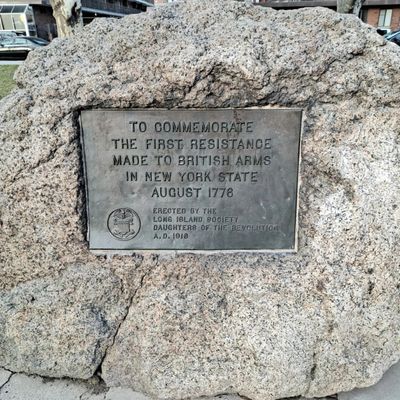 TO COMMEMORATE
THE FIRST RESISTANCE
MADE TO BRITISH ARMS
IN NEW YORK STATE
AUGUST 1776
ERECTED BY THE
LONG ISLAND SOCIETY
DAUGHTERS OF THE REVOLUTION
A.D. 1916